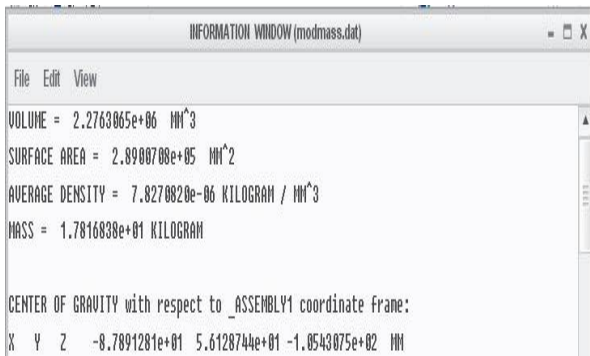 INFORMATION WINDOW (modmass.dat)
File Edit View
VOLUME = 2.2763065e+06 MM^3
SURFACE AREA = 2.8900708e+05 MM^2
AVERAGE DENSITY = 7.8270820e-06 KILOGRAM / MM^3
MASS = 1.7816838e+01 KILOGRAM
CENTER OF GRAVITY with respect to _ASSEMBLY1 coordinate frame:
X Y Z -8.7891281e+01 5.6128744e+01 -1.0543075e+02 MM